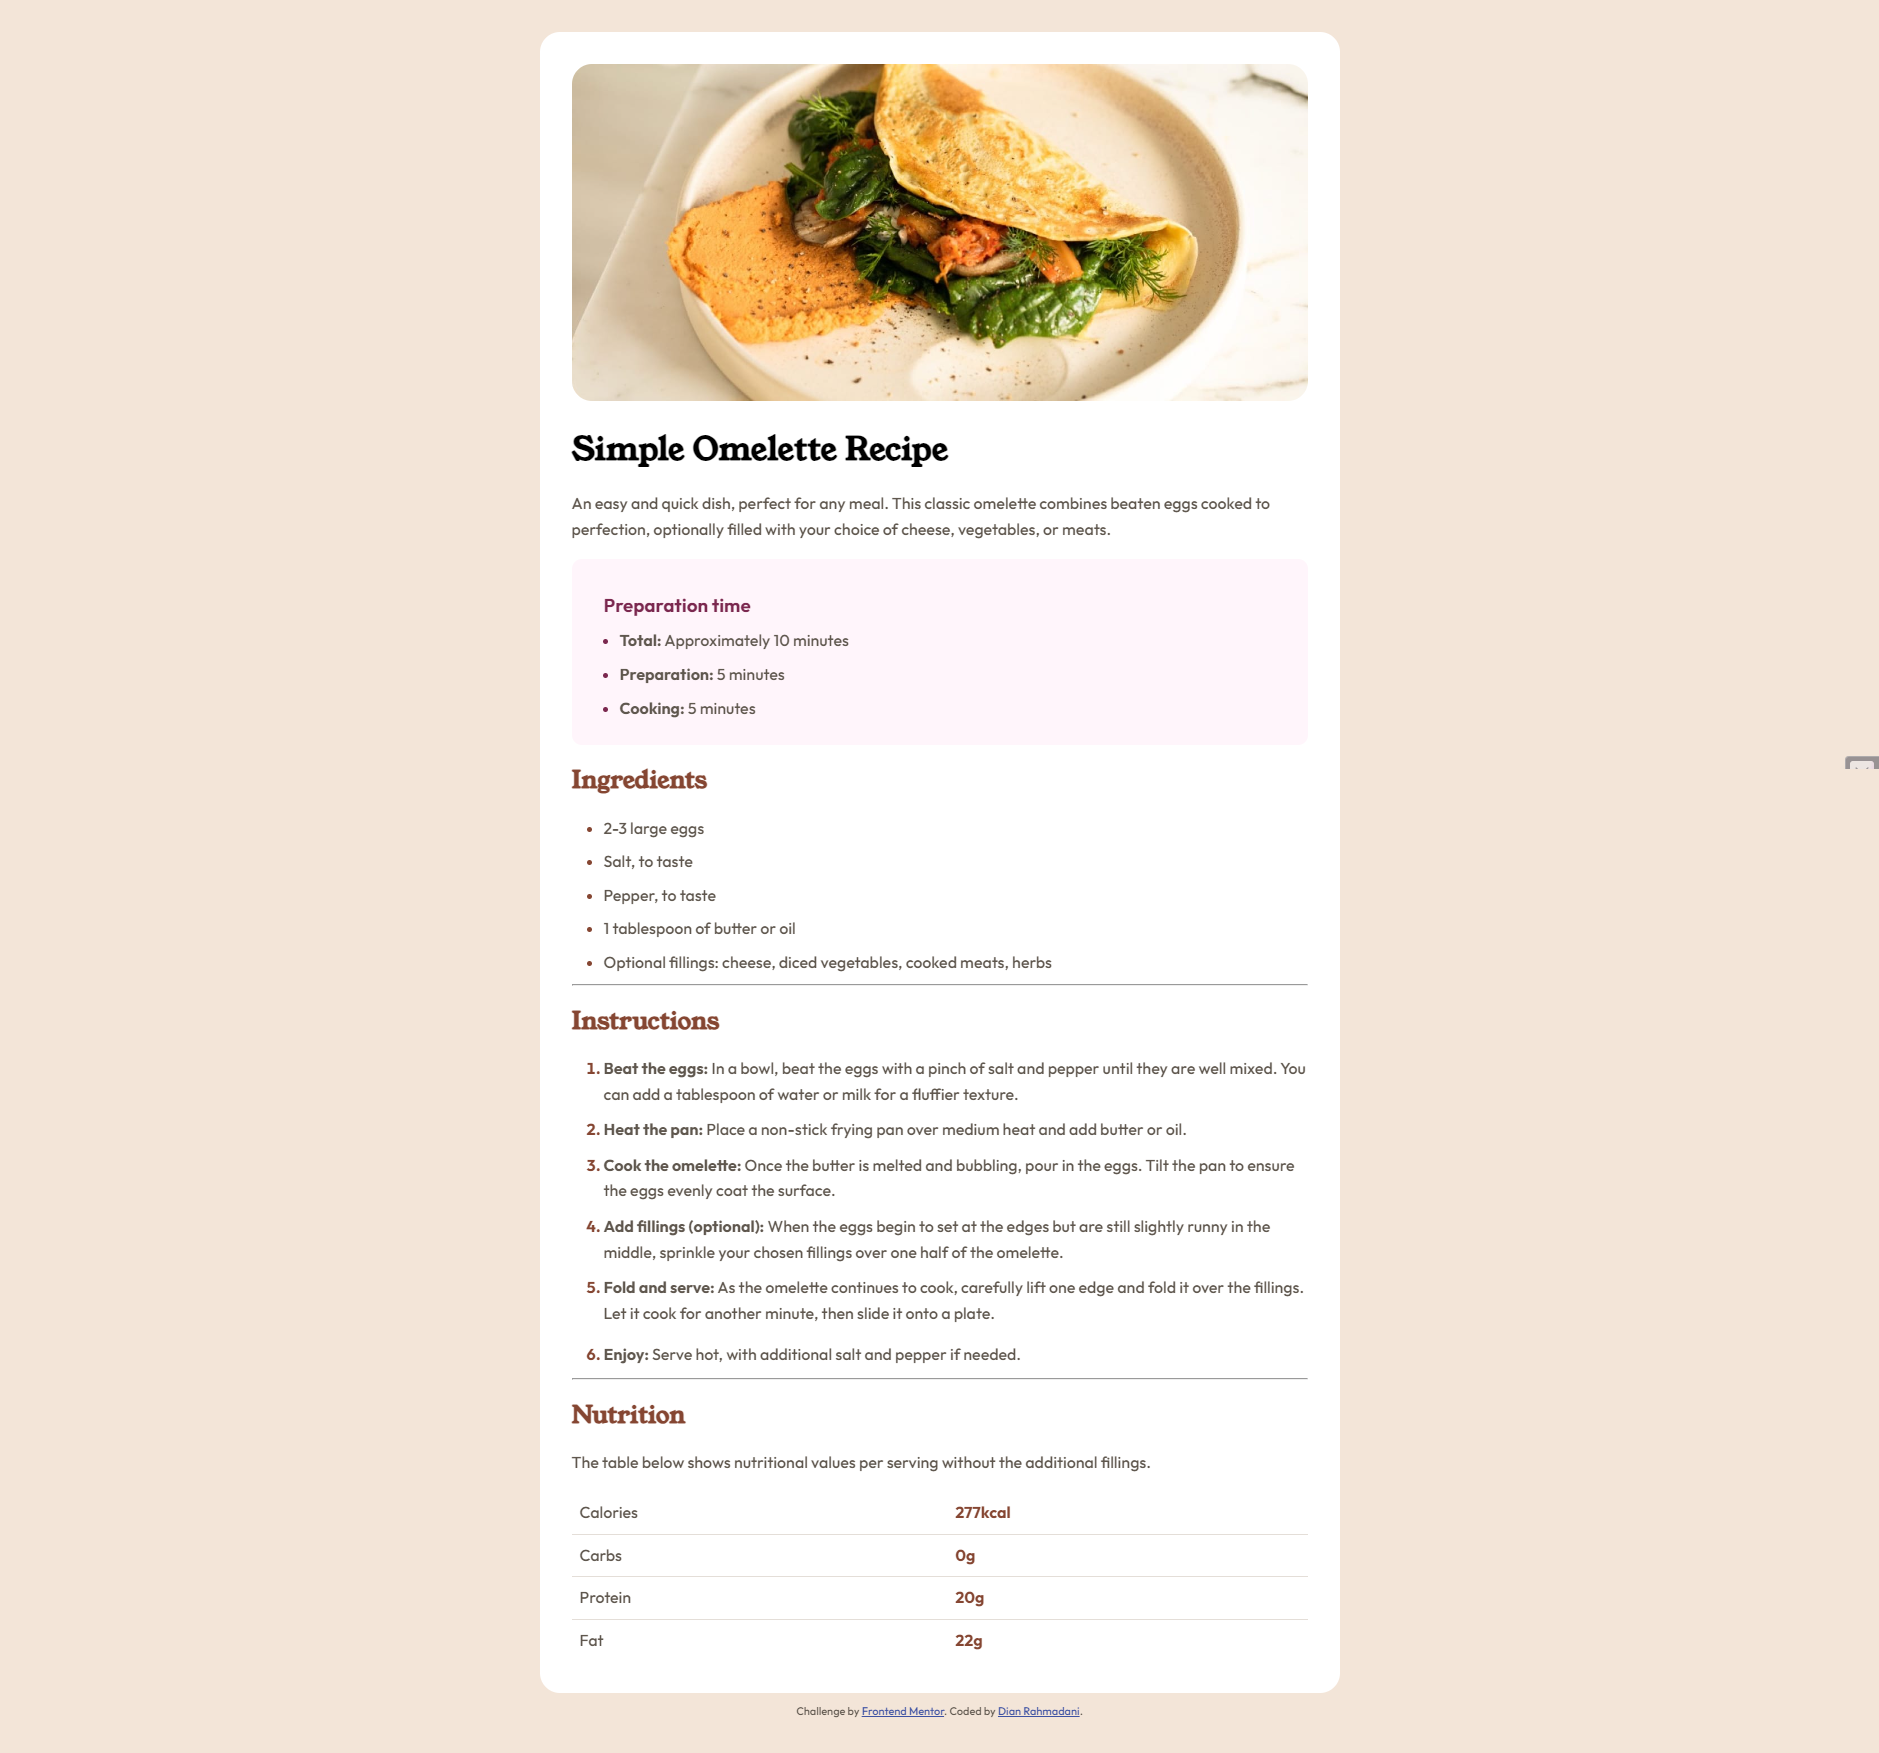 Simple Omelette Recipe
An easy and quick dish, perfect for any meal. This classic omelette combines beaten eggs cooked to
perfection, optionally filled with your choice of cheese, vegetables, or meats.
Preparation time
• Total: Approximately 10 minutes
• Preparation: 5 minutes
• Cooking: 5 minutes
Ingredients
• 2-3 large eggs
• Salt, to taste
• Pepper, to taste
• 1 tablespoon of butter or oil
• Optional fillings: cheese, diced vegetables, cooked meats, herbs
Instructions
1. Beat the eggs: In a bowl, beat the eggs with a pinch of salt and pepper until they are well mixed. You
can add a tablespoon of water or milk for a fluffier texture.
2. Heat the pan: Place a non-stick frying pan over medium heat and add butter or oil.
3. Cook the omelette: Once the butter is melted and bubbling, pour in the eggs. Tilt the pan to ensure
the eggs evenly coat the surface.
4. Add fillings (optional): When the eggs begin to set at the edges but are still slightly runny in the
middle, sprinkle your chosen fillings over one half of the omelette.
5. Fold and serve: As the omelette continues to cook, carefully lift one edge and fold it over the fillings.
Let it cook for another minute, then slide it onto a plate.
6. Enjoy: Serve hot, with additional salt and pepper if needed.
Nutrition
The table below shows nutritional values per serving without the additional fillings.
Calories 277kcal
Carbs 0g
Protein 20g
Fat 22g
Challenge by Frontend Mentor. Coded by Dian Rahmadani.